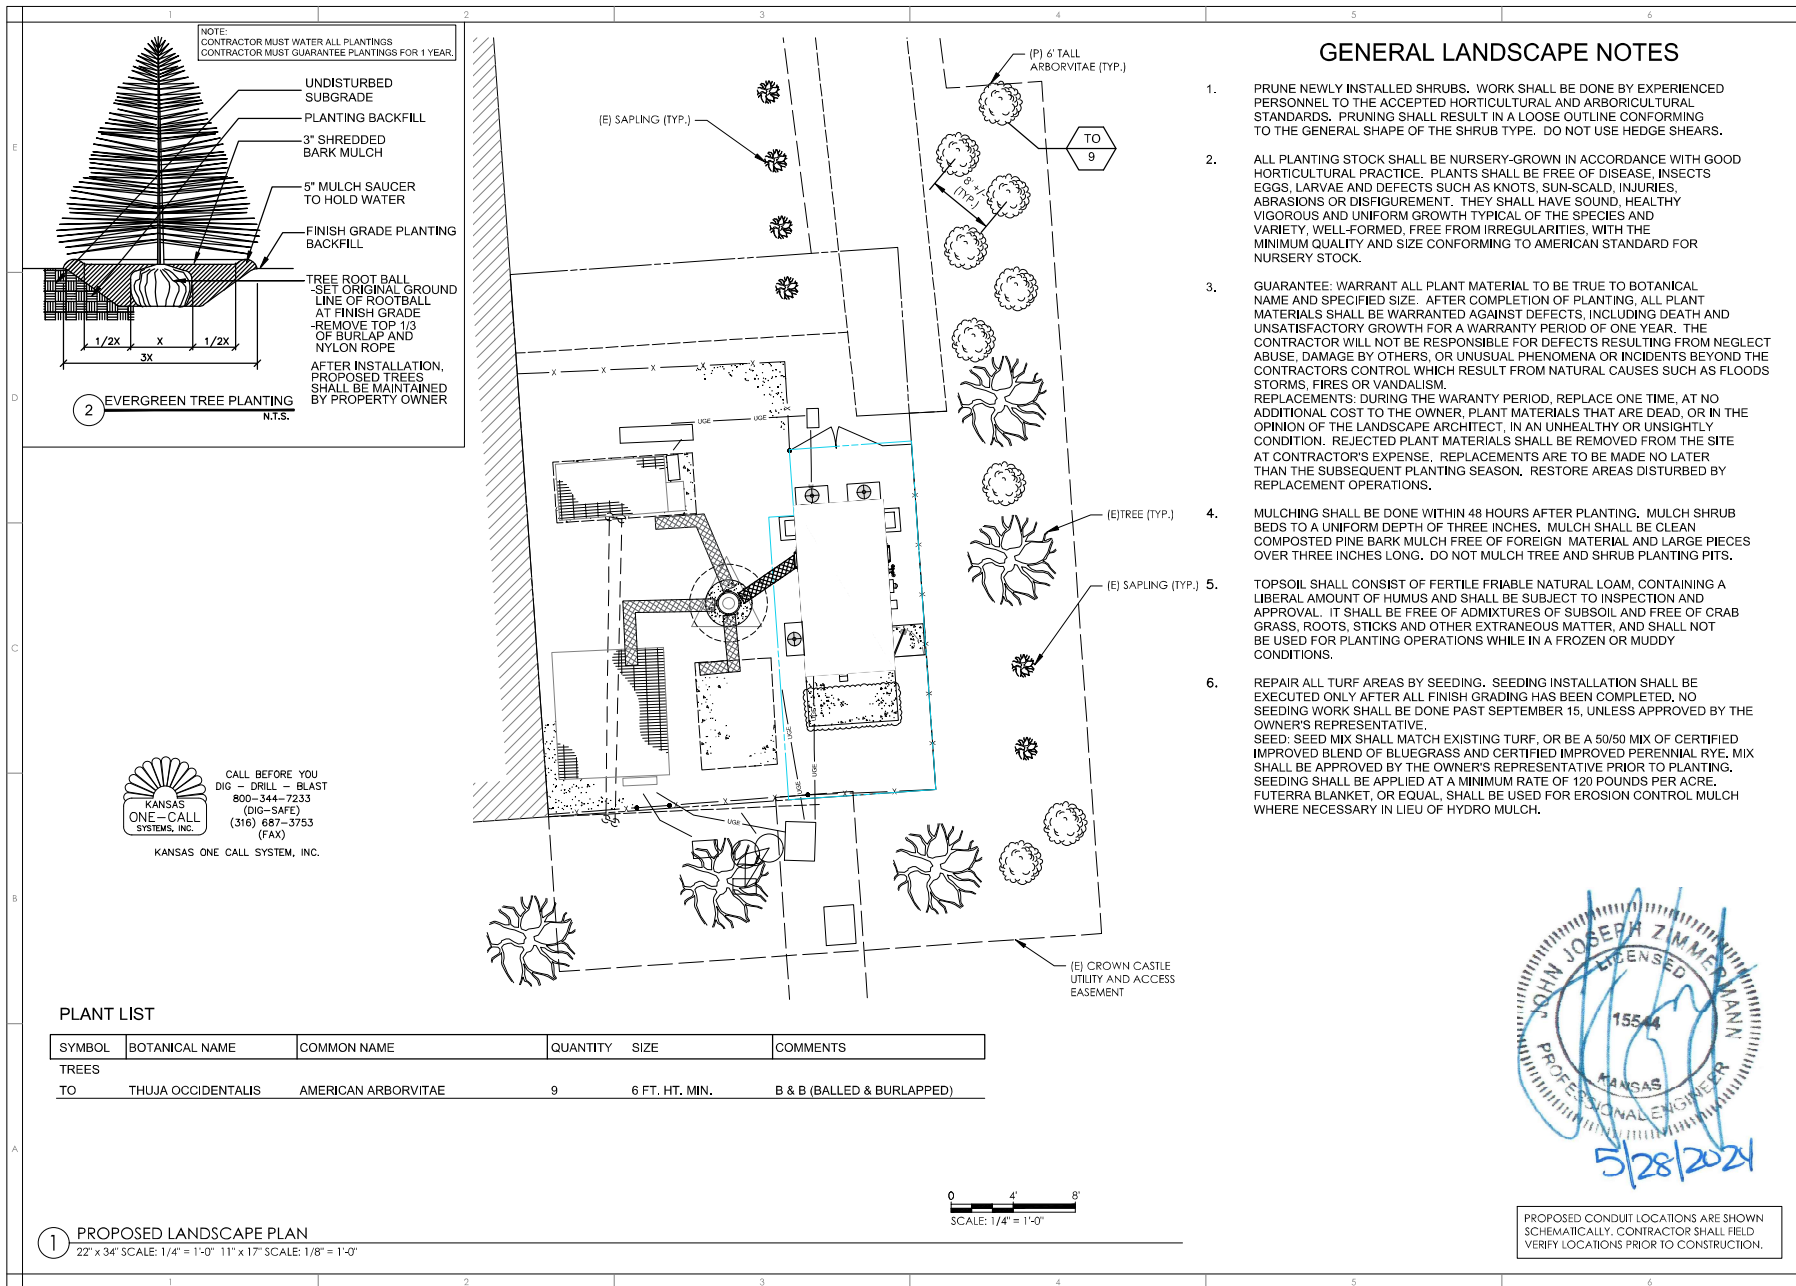 NOTE:
CONTRACTOR MUST WATER ALL PLANTINGS
CONTRACTOR MUST GUARANTEE PLANTINGS FOR 1 YEAR.
UNDISTURBED
SUBGRADE
PLANTING BACKFILL
3" SHREDDED
BARK MULCH
5" MULCH SAUCER
TO HOLD WATER
FINISH GRADE PLANTING
BACKFILL
TREE ROOT BALL
-SET ORIGINAL GROUND
LINE OF ROOTBALL
AT FINISH GRADE
-REMOVE TOP 1/3
OF BURLAP AND
NYLON ROPE
AFTER INSTALLATION,
PROPOSED TREES
SHALL BE MAINTAINED
BY PROPERTY OWNER
1/2X X 1/2X
3X
2 EVERGREEN TREE PLANTING
N.T.S.
(E) SAPLING (TYP.)
(P) 6' TALL
ARBORVITAE (TYP.)
TO
9
8' +/-
(TYP.)
(E)TREE (TYP.)
(E) SAPLING (TYP.)
(E) CROWN CASTLE
UTILITY AND ACCESS
EASEMENT
UGE
UGE
UGE
UGE
UGE
UGE
UGE
GENERAL LANDSCAPE NOTES
1. PRUNE NEWLY INSTALLED SHRUBS. WORK SHALL BE DONE BY EXPERIENCED
PERSONNEL TO THE ACCEPTED HORTICULTURAL AND ARBORICULTURAL
STANDARDS. PRUNING SHALL RESULT IN A LOOSE OUTLINE CONFORMING
TO THE GENERAL SHAPE OF THE SHRUB TYPE. DO NOT USE HEDGE SHEARS.
2. ALL PLANTING STOCK SHALL BE NURSERY-GROWN IN ACCORDANCE WITH GOOD
HORTICULTURAL PRACTICE. PLANTS SHALL BE FREE OF DISEASE, INSECTS
EGGS, LARVAE AND DEFECTS SUCH AS KNOTS, SUN-SCALD, INJURIES,
ABRASIONS OR DISFIGUREMENT. THEY SHALL HAVE SOUND, HEALTHY
VIGOROUS AND UNIFORM GROWTH TYPICAL OF THE SPECIES AND
VARIETY, WELL-FORMED, FREE FROM IRREGULARITIES, WITH THE
MINIMUM QUALITY AND SIZE CONFORMING TO AMERICAN STANDARD FOR
NURSERY STOCK.
3. GUARANTEE: WARRANT ALL PLANT MATERIAL TO BE TRUE TO BOTANICAL
NAME AND SPECIFIED SIZE. AFTER COMPLETION OF PLANTING, ALL PLANT
MATERIALS SHALL BE WARRANTED AGAINST DEFECTS, INCLUDING DEATH AND
UNSATISFACTORY GROWTH FOR A WARRANTY PERIOD OF ONE YEAR. THE
CONTRACTOR WILL NOT BE RESPONSIBLE FOR DEFECTS RESULTING FROM NEGLECT
ABUSE, DAMAGE BY OTHERS, OR UNUSUAL PHENOMENA OR INCIDENTS BEYOND THE
CONTRACTORS CONTROL WHICH RESULT FROM NATURAL CAUSES SUCH AS FLOODS
STORMS, FIRES OR VANDALISM.
REPLACEMENTS: DURING THE WARANTY PERIOD, REPLACE ONE TIME, AT NO
ADDITIONAL COST TO THE OWNER, PLANT MATERIALS THAT ARE DEAD, OR IN THE
OPINION OF THE LANDSCAPE ARCHITECT, IN AN UNHEALTHY OR UNSIGHTLY
CONDITION. REJECTED PLANT MATERIALS SHALL BE REMOVED FROM THE SITE
AT CONTRACTOR'S EXPENSE. REPLACEMENTS ARE TO BE MADE NO LATER
THAN THE SUBSEQUENT PLANTING SEASON. RESTORE AREAS DISTURBED BY
REPLACEMENT OPERATIONS.
4. MULCHING SHALL BE DONE WITHIN 48 HOURS AFTER PLANTING. MULCH SHRUB
BEDS TO A UNIFORM DEPTH OF THREE INCHES. MULCH SHALL BE CLEAN
COMPOSTED PINE BARK MULCH FREE OF FOREIGN MATERIAL AND LARGE PIECES
OVER THREE INCHES LONG. DO NOT MULCH TREE AND SHRUB PLANTING PITS.
5. TOPSOIL SHALL CONSIST OF FERTILE FRIABLE NATURAL LOAM, CONTAINING A
LIBERAL AMOUNT OF HUMUS AND SHALL BE SUBJECT TO INSPECTION AND
APPROVAL. IT SHALL BE FREE OF ADMIXTURES OF SUBSOIL AND FREE OF CRAB
GRASS, ROOTS, STICKS AND OTHER EXTRANEOUS MATTER, AND SHALL NOT
BE USED FOR PLANTING OPERATIONS WHILE IN A FROZEN OR MUDDY
CONDITIONS.
6. REPAIR ALL TURF AREAS BY SEEDING. SEEDING INSTALLATION SHALL BE
EXECUTED ONLY AFTER ALL FINISH GRADING HAS BEEN COMPLETED. NO
SEEDING WORK SHALL BE DONE PAST SEPTEMBER 15, UNLESS APPROVED BY THE
OWNER'S REPRESENTATIVE.
SEED: SEED MIX SHALL MATCH EXISTING TURF, OR BE A 50/50 MIX OF CERTIFIED
IMPROVED BLEND OF BLUEGRASS AND CERTIFIED IMPROVED PERENNIAL RYE. MIX
SHALL BE APPROVED BY THE OWNER'S REPRESENTATIVE PRIOR TO PLANTING.
SEEDING SHALL BE APPLIED AT A MINIMUM RATE OF 120 POUNDS PER ACRE.
FUTERRA BLANKET, OR EQUAL, SHALL BE USED FOR EROSION CONTROL MULCH
WHERE NECESSARY IN LIEU OF HYDRO MULCH.
KANSAS
ONE-CALL
SYSTEMS, INC.
CALL BEFORE YOU
DIG - DRILL - BLAST
800-344-7233
(DIG-SAFE)
(316) 687-3753
(FAX)
KANSAS ONE CALL SYSTEM, INC.
PLANT LIST
SYMBOL BOTANICAL NAME COMMON NAME QUANTITY SIZE COMMENTS
TREES
TO THUJA OCCIDENTALIS AMERICAN ARBORVITAE 9 6 FT. HT. MIN. B & B (BALLED & BURLAPPED)
JOHN JOSEPH ZIMMERMANN
LICENSED
15544
KANSAS
PROFESSIONAL ENGINEER
5/28/2024
0 4' 8'
SCALE: 1/4" = 1'-0"
1 PROPOSED LANDSCAPE PLAN
22" x 34" SCALE: 1/4" = 1'-0" 11" x 17" SCALE: 1/8" = 1'-0"
PROPOSED CONDUIT LOCATIONS ARE SHOWN
SCHEMATICALLY. CONTRACTOR SHALL FIELD
VERIFY LOCATIONS PRIOR TO CONSTRUCTION.
1 2 3 4 5 6
E
D
C
B
A
1 2 3 4 5 6